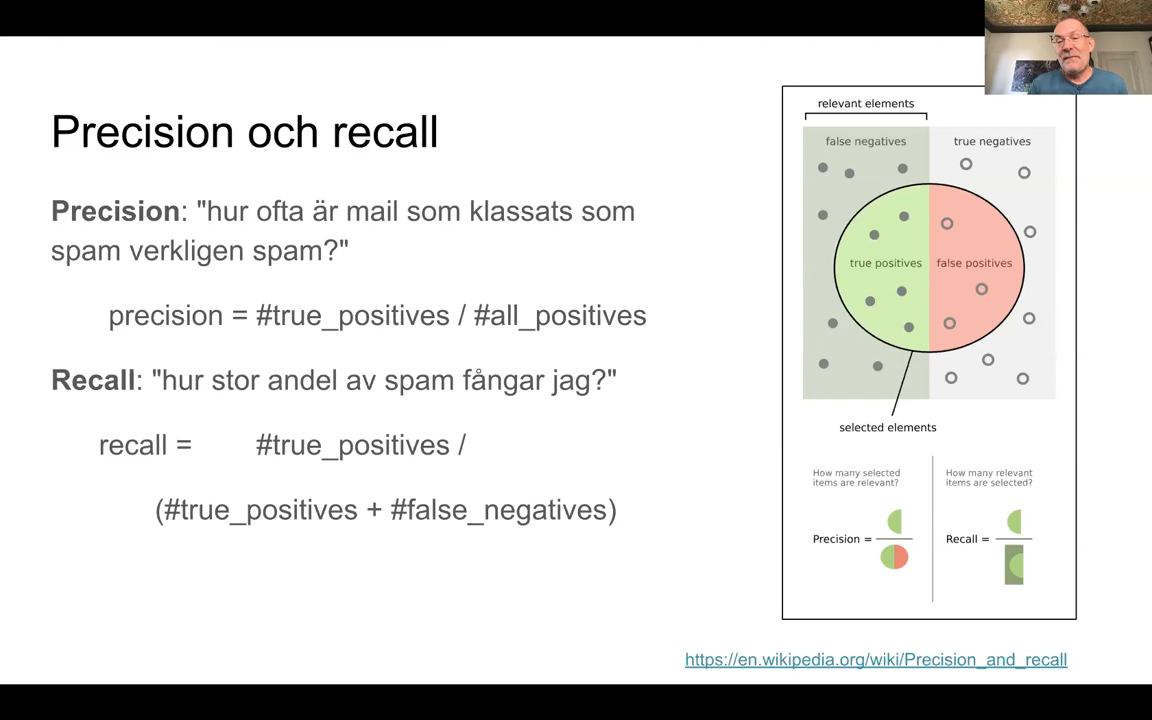 Precision och recall
Precision: "hur ofta är mail som klassats som
spam verkligen spam?"
precision = #true_positives / #all_positives
Recall: "hur stor andel av spam fångar jag?"
recall = #true_positives /
(#true_positives + #false_negatives)
relevant elements
false negatives
true negatives
true positives
false positives
selected elements
How many selected
items are relevant?
Precision =
How many relevant
items are selected?
Recall =
https://en.wikipedia.org/wiki/Precision_and_recall